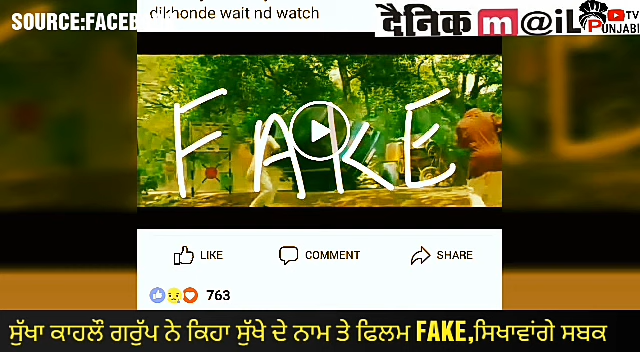 SOURCE:FACEB
dikhonde wait nd watch
दैनिक m@iL
TV
PUNJABI
FAKE
LIKE COMMENT SHARE
763
ਸੁੱਖਾ ਕਾਹਲੌਂ ਗਰੁੱਪ ਨੇ ਕਿਹਾ ਸੁੱਖੇ ਦੇ ਨਾਮ ਤੇ ਫਿਲਮ FAKE,ਸਿਖਾਵਾਂਗੇ ਸਬਕ